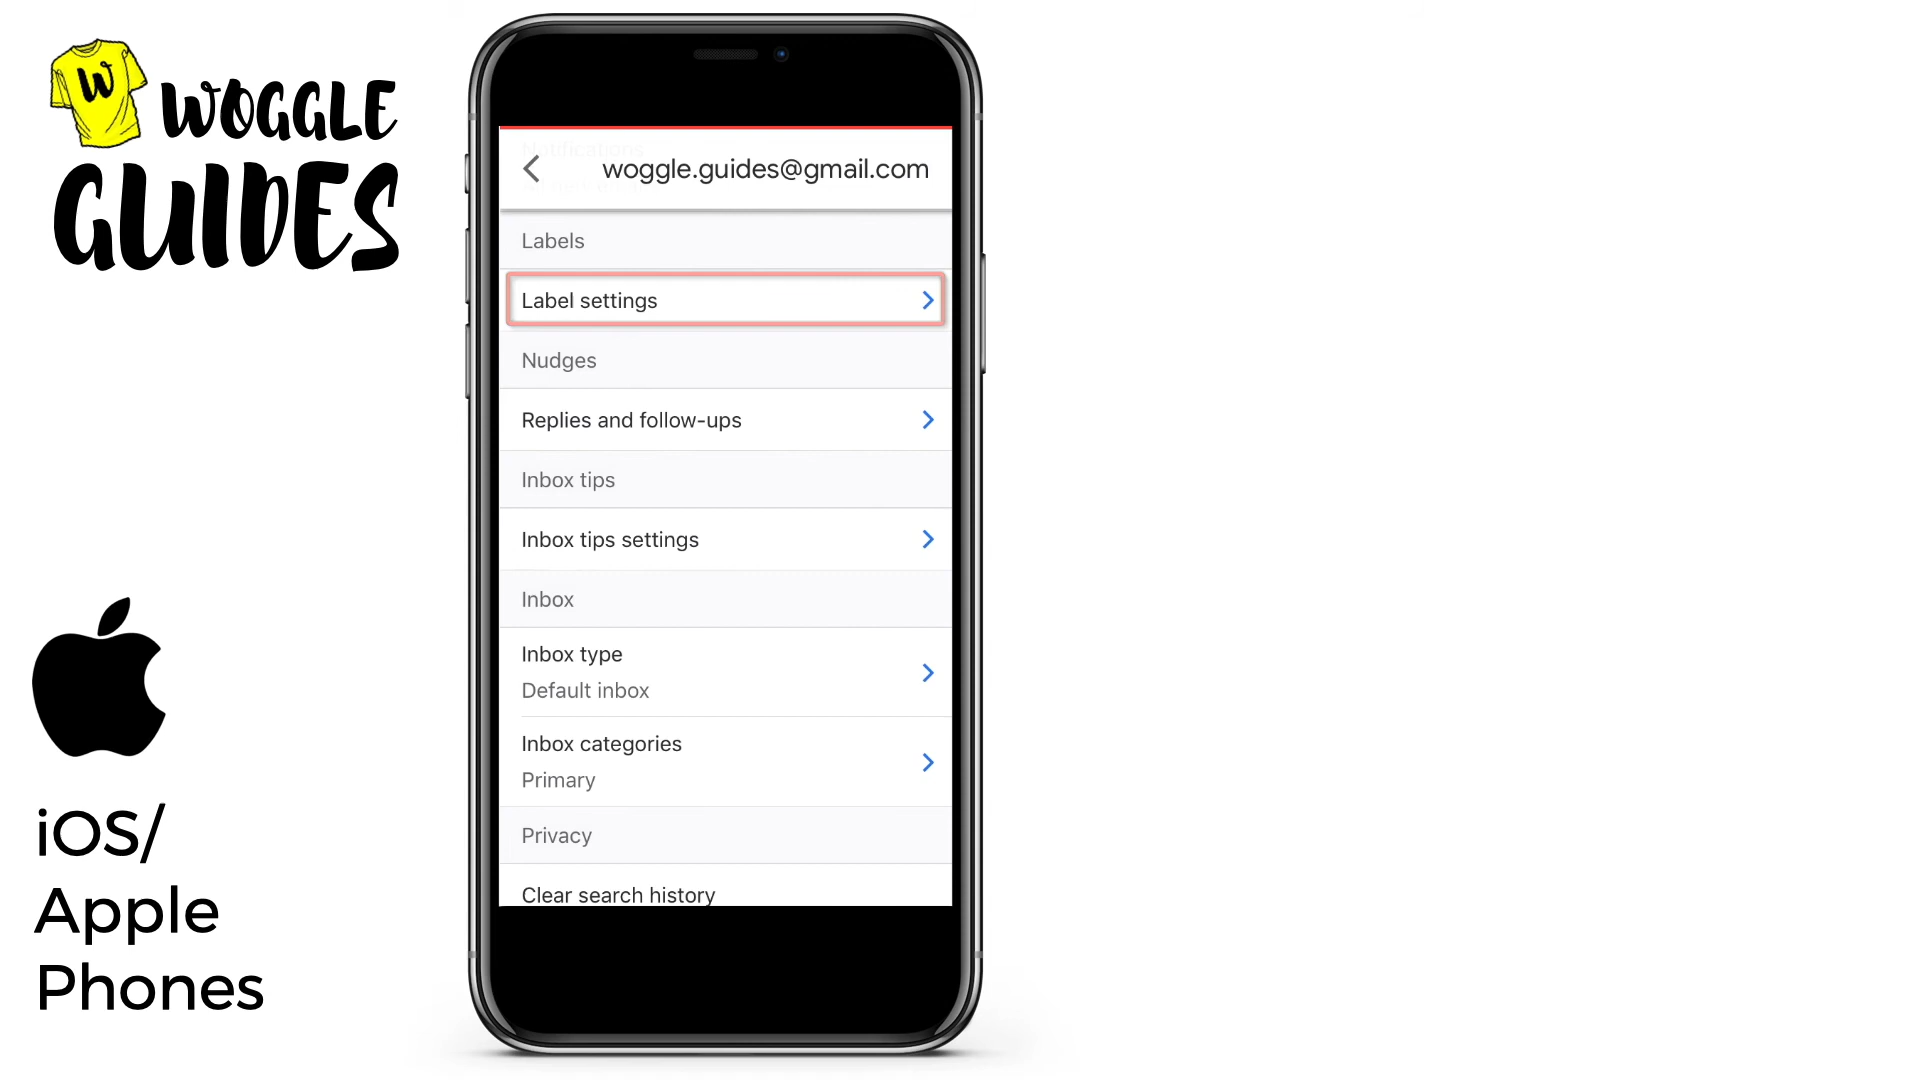 W
WOGGLE
GUIDES
iOS/
Apple
Phones
Notifications
woggle.guides@gmail.com
Labels
Label settings
Nudges
Replies and follow-ups
Inbox tips
Inbox tips settings
Inbox
Inbox type
Default inbox
Inbox categories
Primary
Privacy
Clear search history